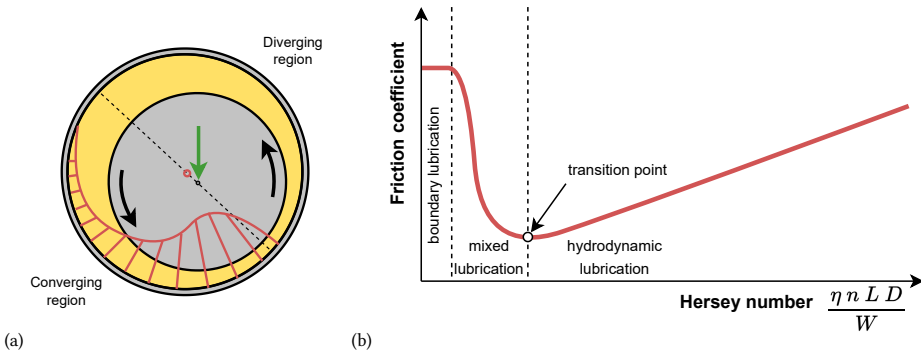 Diverging
region
Converging
region
(a)
Friction coefficient
boundary lubrication
transition point
mixed
lubrication
hydrodynamic
lubrication
Hersey number
η n L D
W
(b)